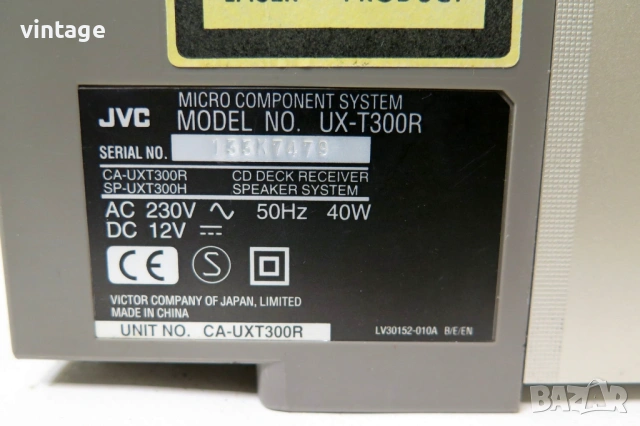 vintage
LASER PRODUCT
JVC
MICRO COMPONENT SYSTEM
MODEL NO. UX-T300R
SERIAL NO.
CA-UXT300R CD DECK RECEIVER
SP-UXT300H SPEAKER SYSTEM
AC 230V 50Hz 40W
DC 12V
CE S
VICTOR COMPANY OF JAPAN, LIMITED
MADE IN CHINA
UNIT NO. CA-UXT300R
LV30152-010A B/E/EN
BAZAR